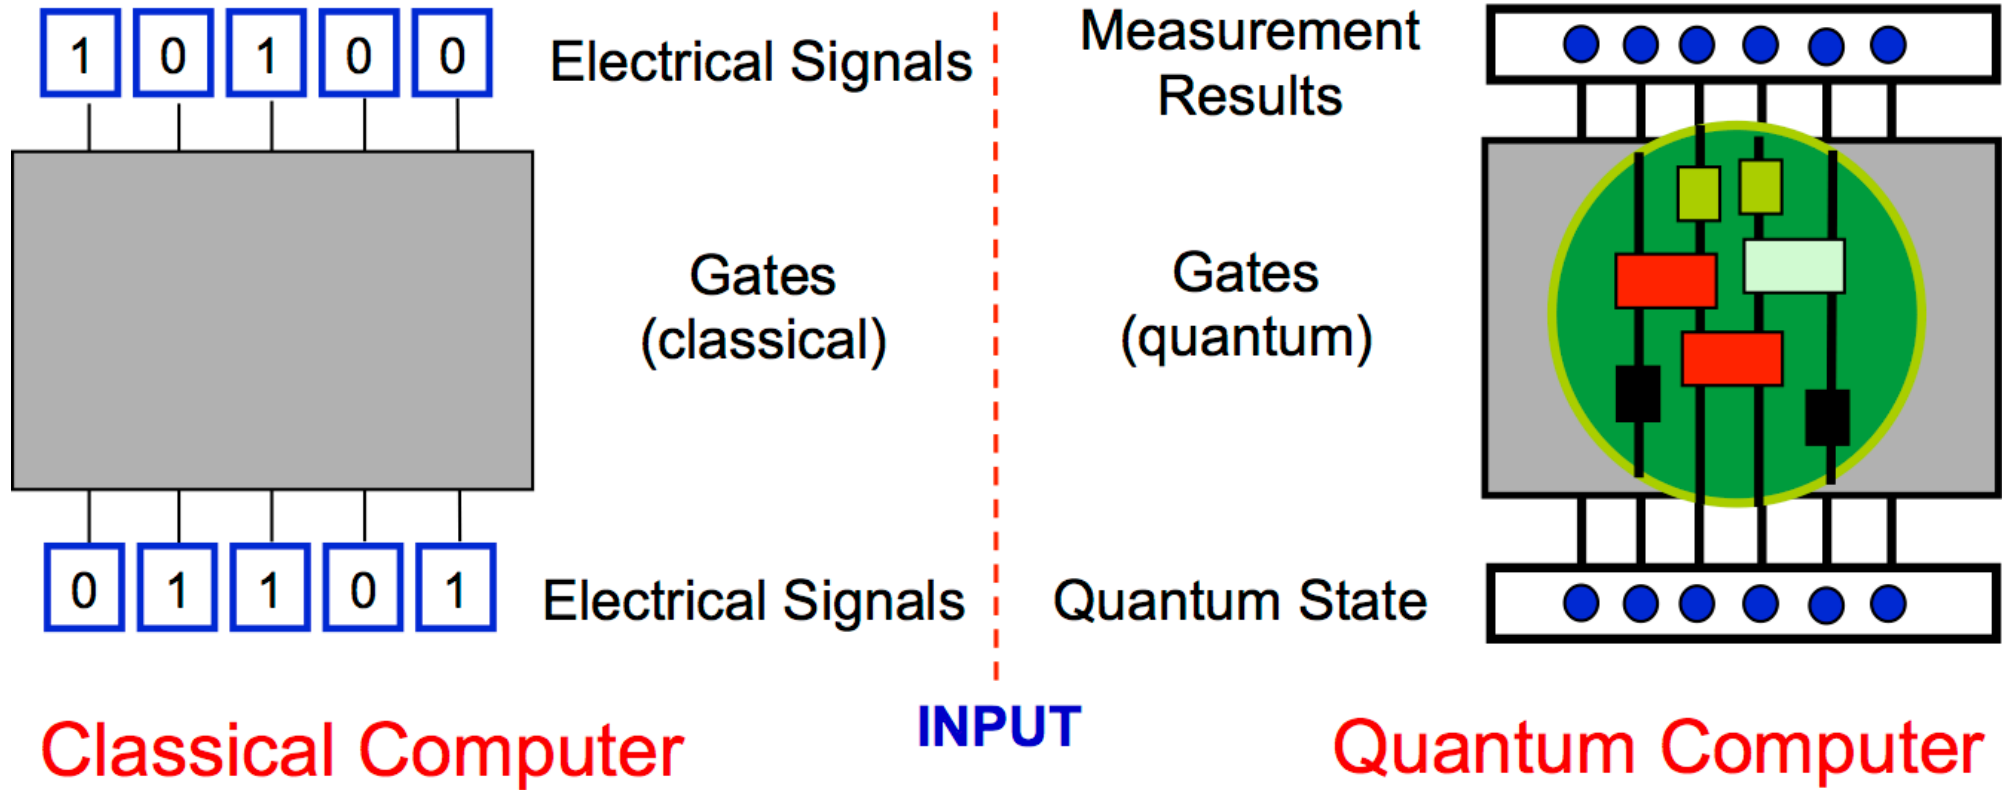 1 0 1 0 0
Electrical Signals
Measurement
Results
Gates
(classical)
Gates
(quantum)
0 1 1 0 1
Electrical Signals
Quantum State
INPUT
Classical Computer
Quantum Computer